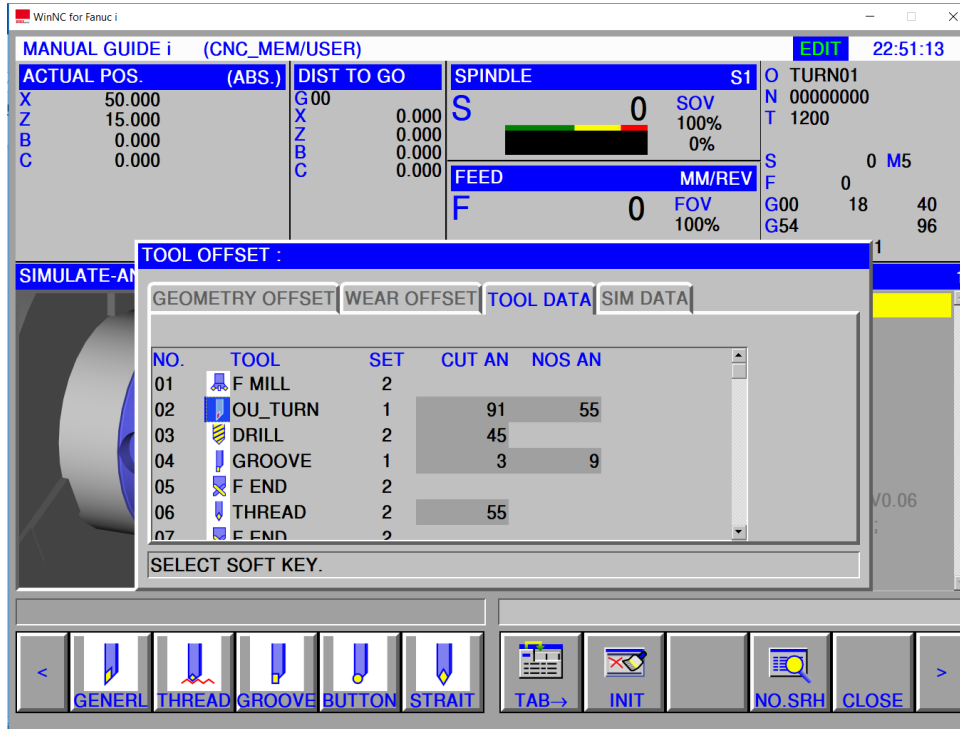 WinNC for Fanuc i
MANUAL GUIDE i (CNC_MEM/USER) EDIT 22:51:13
ACTUAL POS. (ABS.)
X 50.000
Z 15.000
B 0.000
C 0.000
DIST TO GO
G00
X 0.000
Z 0.000
B 0.000
C 0.000
SPINDLE S1
S 0 SOV
100%
0%
FEED MM/REV
F 0 FOV
100%
O TURN01
N 00000000
T 1200
S 0 M5
F 0
G00 18 40
G54 96
1
SIMULATE-AN
TOOL OFFSET :
GEOMETRY OFFSET WEAR OFFSET TOOL DATA SIM DATA
NO. TOOL SET CUT AN NOS AN
01 F MILL 2
02 OU_TURN 1 91 55
03 DRILL 2 45
04 GROOVE 1 3 9
05 F END 2
06 THREAD 2 55
07 F END 2
V0.06
;
SELECT SOFT KEY.
< GENERL THREAD GROOVE BUTTON STRAIT TAB→ INIT NO.SRH CLOSE >